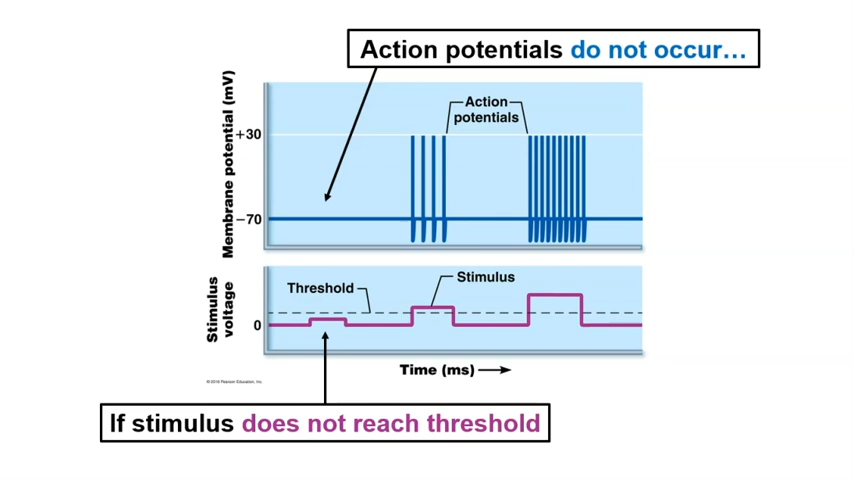 Action potentials do not occur…
Membrane potential (mV)
Action
potentials
+30
−70
Stimulus
voltage
Threshold
Stimulus
0
Time (ms)
© 2016 Pearson Education, Inc.
If stimulus does not reach threshold